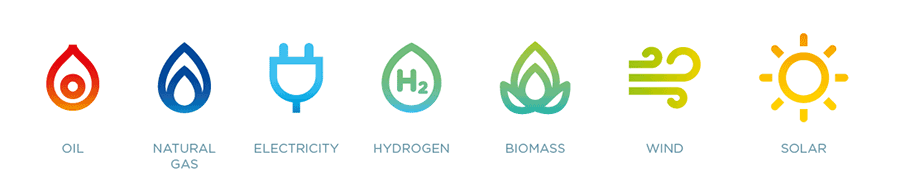 H2
OIL
NATURAL
GAS
ELECTRICITY
HYDROGEN
BIOMASS
WIND
SOLAR